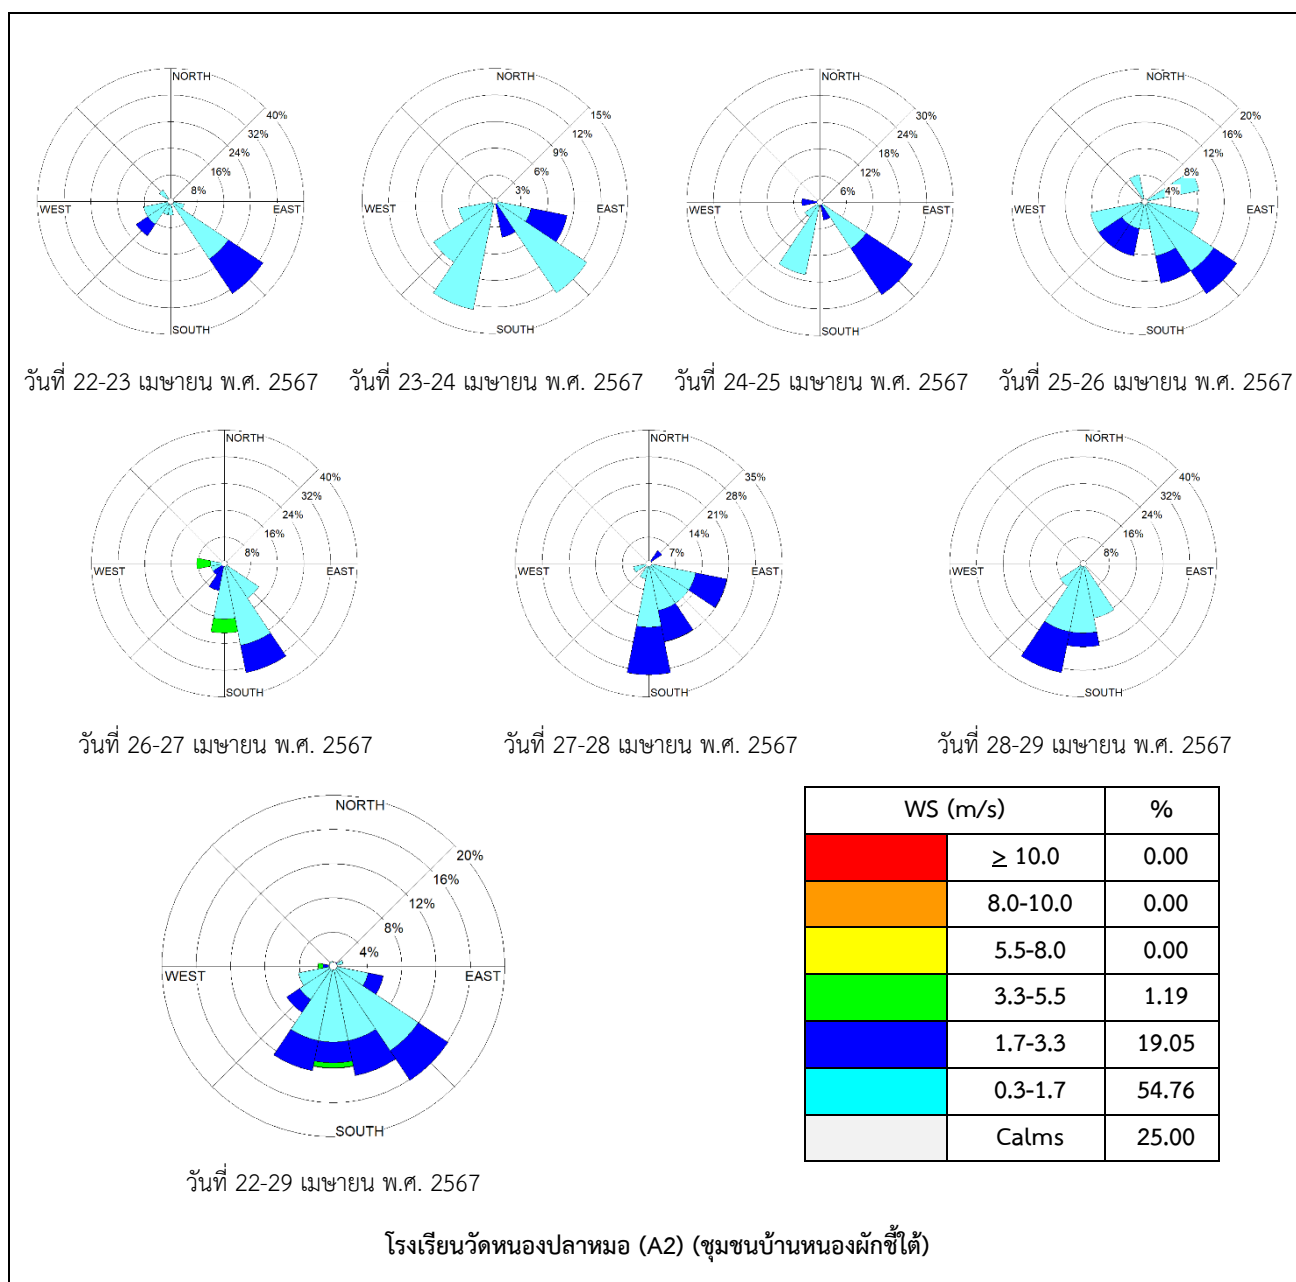 NORTH
40%
32%
24%
16%
8%
WEST
EAST
SOUTH
วันที่ 22-23 เมษายน พ.ศ. 2567
NORTH
15%
12%
9%
6%
3%
WEST
EAST
SOUTH
วันที่ 23-24 เมษายน พ.ศ. 2567
NORTH
30%
24%
18%
12%
6%
WEST
EAST
SOUTH
วันที่ 24-25 เมษายน พ.ศ. 2567
NORTH
20%
16%
12%
8%
4%
WEST
EAST
SOUTH
วันที่ 25-26 เมษายน พ.ศ. 2567
NORTH
40%
32%
24%
16%
8%
WEST
EAST
SOUTH
วันที่ 26-27 เมษายน พ.ศ. 2567
NORTH
35%
28%
21%
14%
7%
WEST
EAST
SOUTH
วันที่ 27-28 เมษายน พ.ศ. 2567
NORTH
40%
32%
24%
16%
8%
WEST
EAST
SOUTH
วันที่ 28-29 เมษายน พ.ศ. 2567
NORTH
20%
16%
12%
8%
4%
WEST
EAST
SOUTH
วันที่ 22-29 เมษายน พ.ศ. 2567
WS (m/s) %
≥ 10.0 0.00
8.0-10.0 0.00
5.5-8.0 0.00
3.3-5.5 1.19
1.7-3.3 19.05
0.3-1.7 54.76
Calms 25.00
โรงเรียนวัดหนองปลาหมอ (A2) (ชุมชนบ้านหนองผักชี้ใต้)